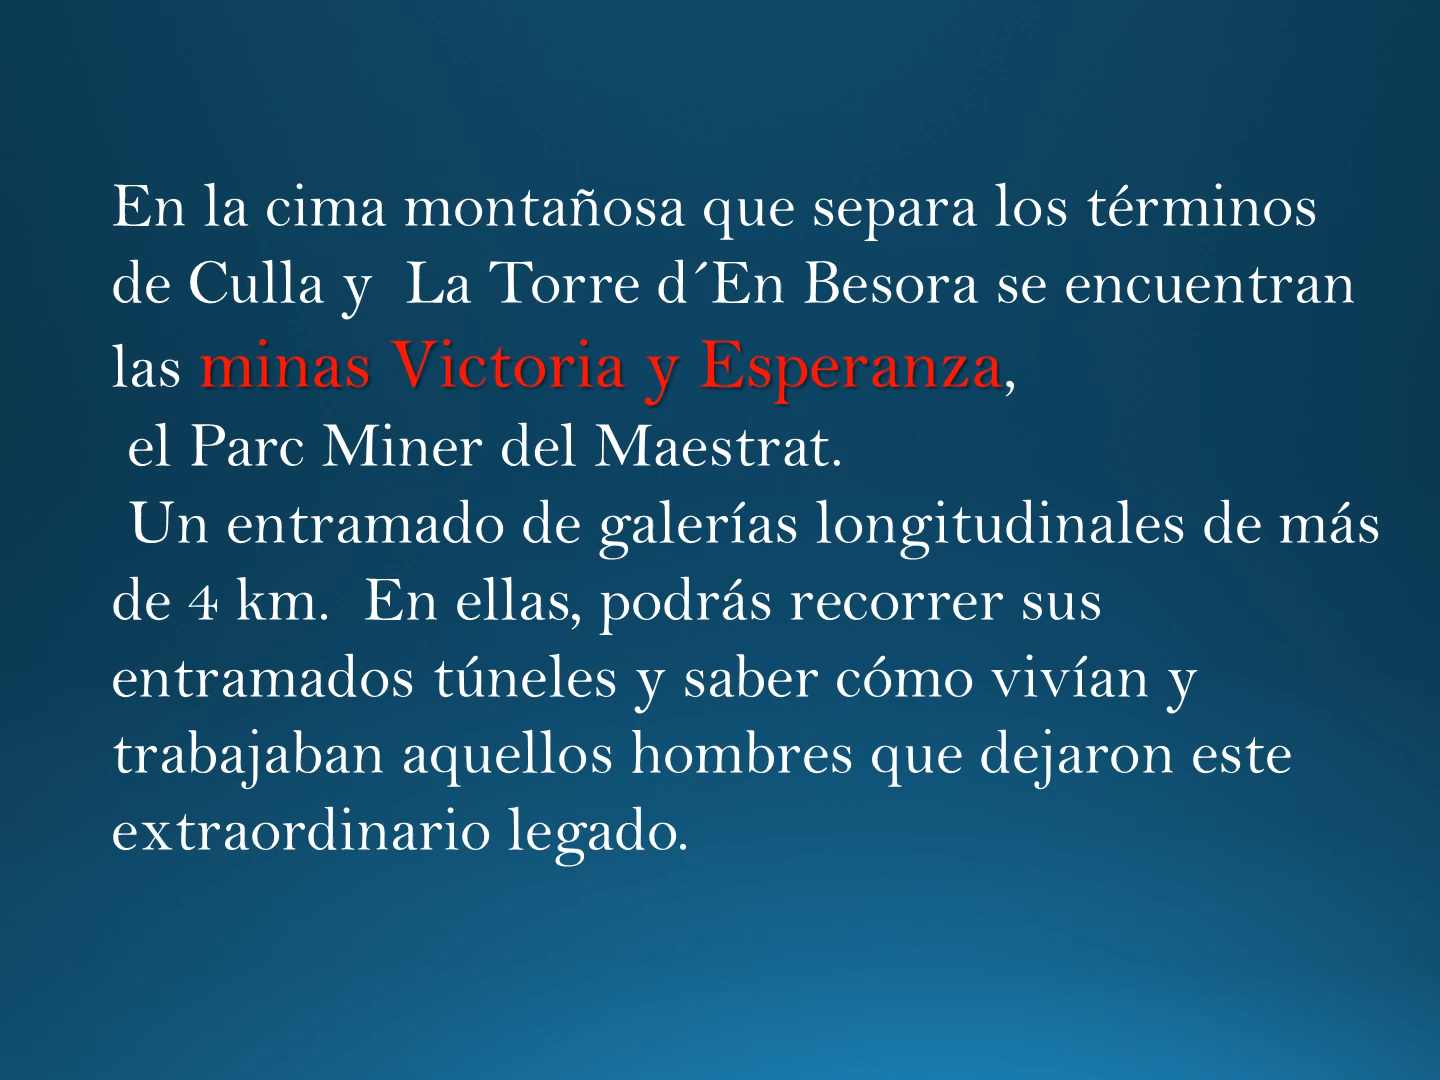 En la cima montañosa que separa los términos
de Culla y  La Torre d´En Besora se encuentran
las minas Victoria y Esperanza,
el Parc Miner del Maestrat.
Un entramado de galerías longitudinales de más
de 4 km.  En ellas, podrás recorrer sus
entramados túneles y saber cómo vivían y
trabajaban aquellos hombres que dejaron este
extraordinario legado.